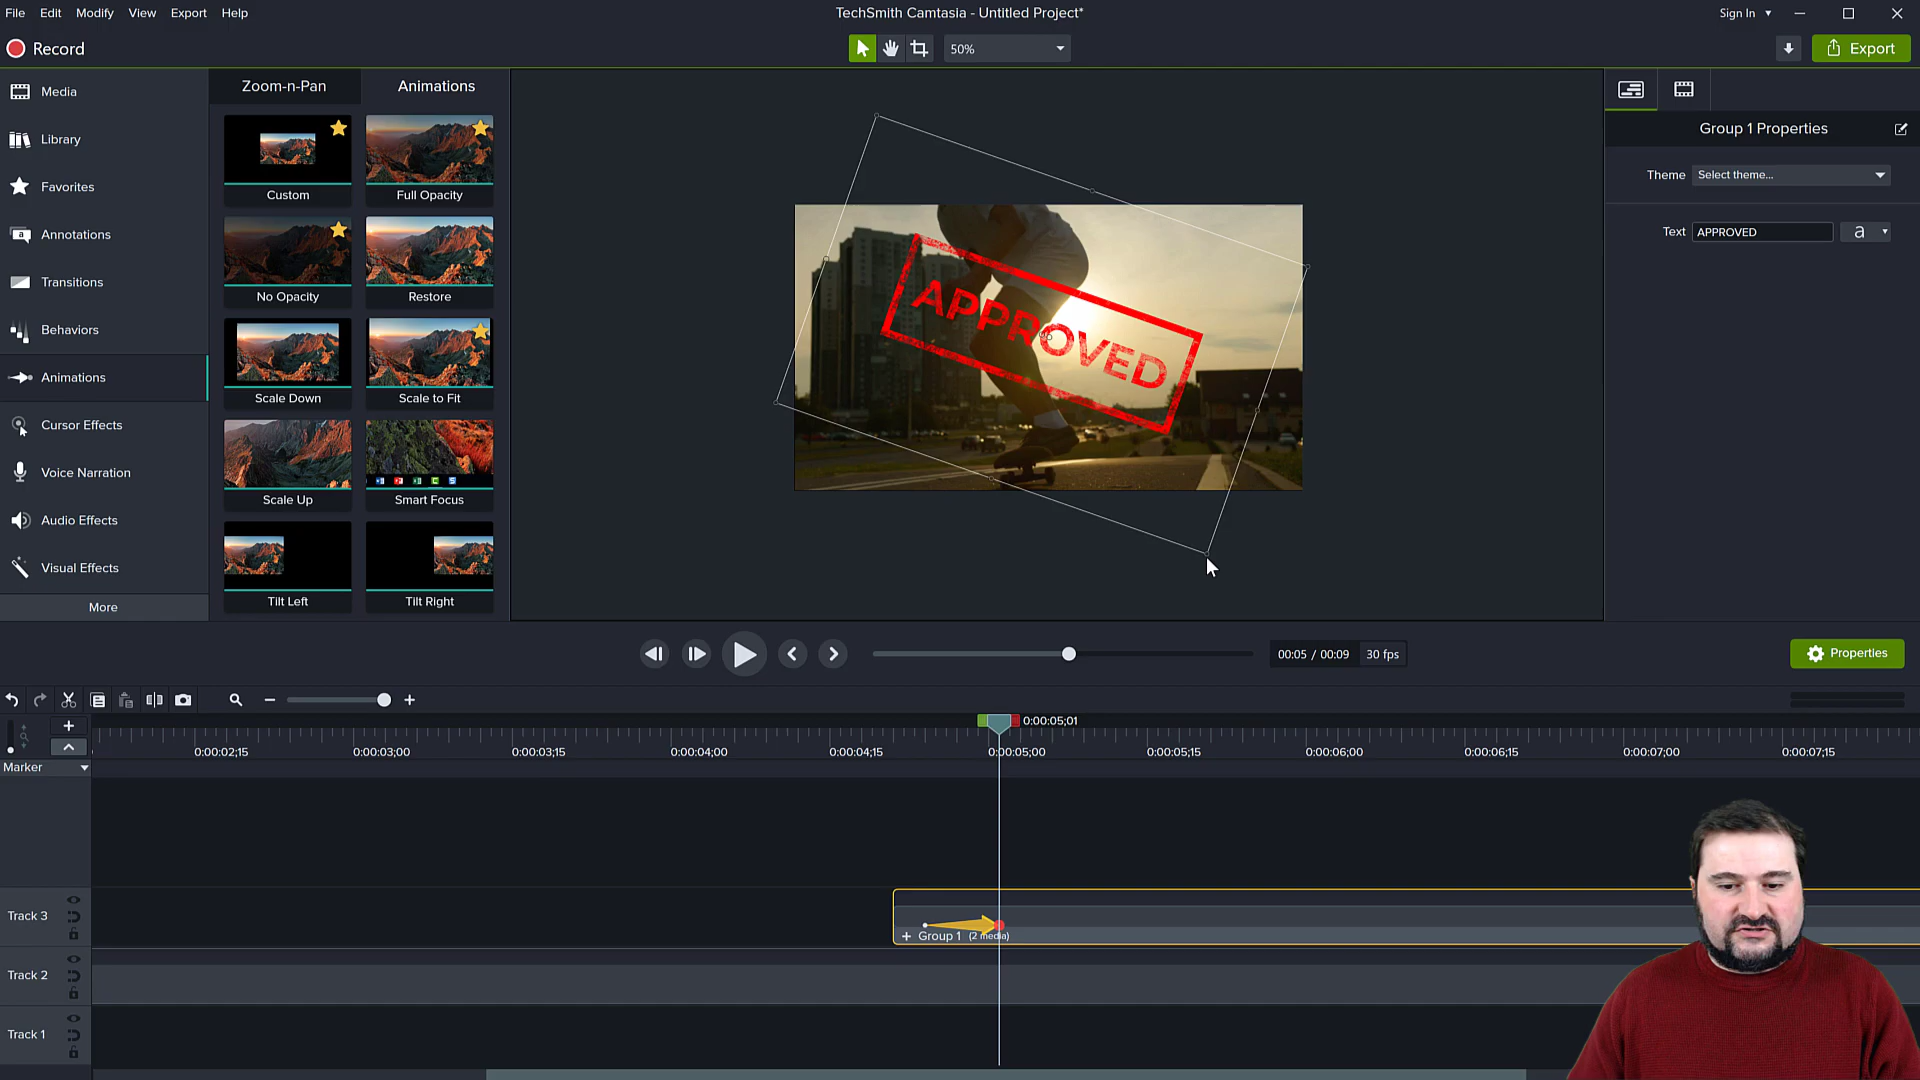 File Edit Modify View Export Help
TechSmith Camtasia - Untitled Project*
Sign In
Record
50%
Export
Media
Library
Favorites
Annotations
Transitions
Behaviors
Animations
Cursor Effects
Voice Narration
Audio Effects
Visual Effects
More
Zoom-n-Pan Animations
Custom Full Opacity
No Opacity Restore
Scale Down Scale to Fit
Scale Up Smart Focus
Tilt Left Tilt Right
APPROVED
Group 1 Properties
Theme Select theme...
Text APPROVED a
00:05 / 00:09 30 fps
Properties
0:00:05;01
0:00:02;15 0:00:03;00 0:00:03;15 0:00:04;00 0:00:04;15 0:00:05;00 0:00:05;15 0:00:06;00 0:00:06;15 0:00:07;00 0:00:07;15
Marker
Track 3
+ Group 1 (2 media)
Track 2
Track 1